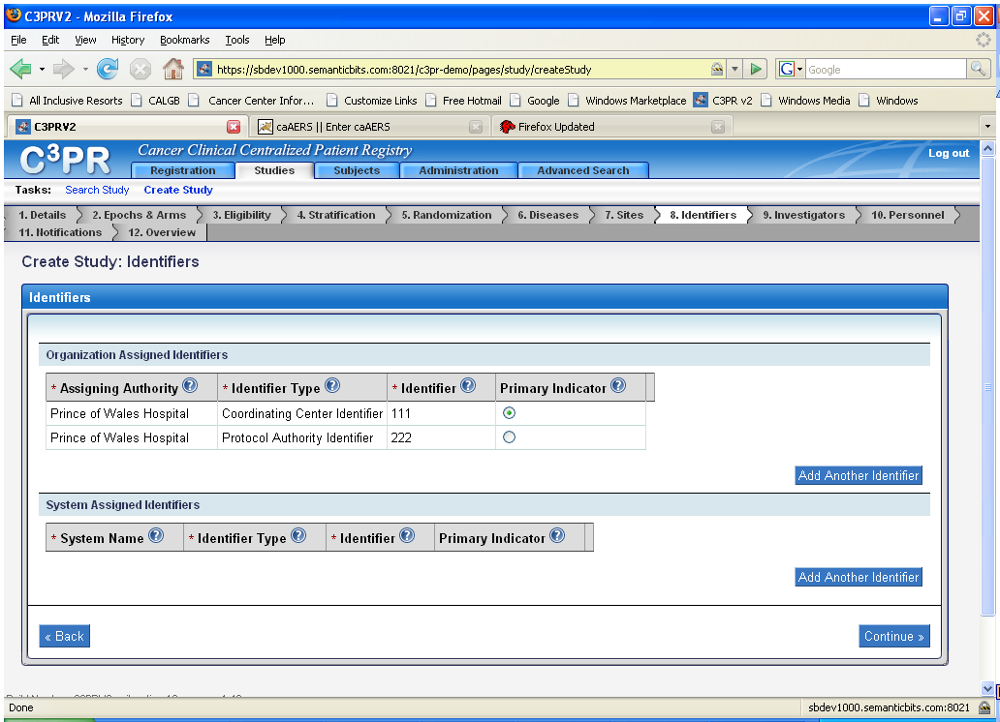 C3PRV2 - Mozilla Firefox
File Edit View History Bookmarks Tools Help
https://sbdev1000.semanticbits.com:8021/c3pr-demo/pages/study/createStudy
G Google
All Inclusive Resorts CALGB Cancer Center Infor... Customize Links Free Hotmail Google Windows Marketplace C3PR v2 Windows Media Windows
C3PRV2 caAERS || Enter caAERS Firefox Updated
C3PR Cancer Clinical Centralized Patient Registry Log out
Registration Studies Subjects Administration Advanced Search
Tasks: Search Study Create Study
1. Details 2. Epochs & Arms 3. Eligibility 4. Stratification 5. Randomization 6. Diseases 7. Sites 8. Identifiers 9. Investigators 10. Personnel
11. Notifications 12. Overview
Create Study: Identifiers
Identifiers
Organization Assigned Identifiers
* Assigning Authority ? * Identifier Type ? * Identifier ? Primary Indicator ?
Prince of Wales Hospital Coordinating Center Identifier 111
Prince of Wales Hospital Protocol Authority Identifier 222
Add Another Identifier
System Assigned Identifiers
* System Name ? * Identifier Type ? * Identifier ? Primary Indicator ?
Add Another Identifier
« Back Continue »
Done sbdev1000.semanticbits.com:8021